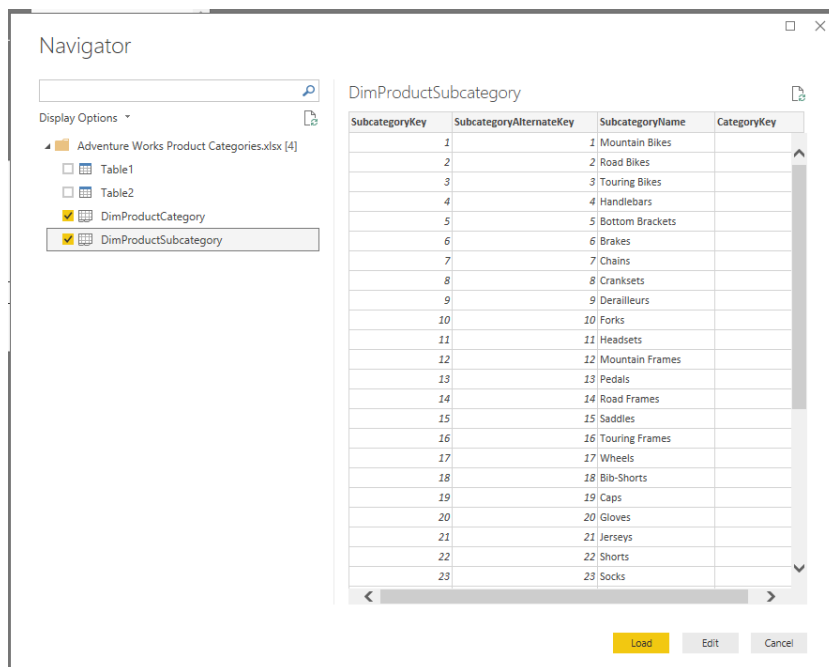 Navigator
Display Options
Adventure Works Product Categories.xlsx [4]
Table1
Table2
DimProductCategory
DimProductSubcategory
DimProductSubcategory
SubcategoryKey SubcategoryAlternateKey SubcategoryName CategoryKey
1 1 Mountain Bikes
2 2 Road Bikes
3 3 Touring Bikes
4 4 Handlebars
5 5 Bottom Brackets
6 6 Brakes
7 7 Chains
8 8 Cranksets
9 9 Derailleurs
10 10 Forks
11 11 Headsets
12 12 Mountain Frames
13 13 Pedals
14 14 Road Frames
15 15 Saddles
16 16 Touring Frames
17 17 Wheels
18 18 Bib-Shorts
19 19 Caps
20 20 Gloves
21 21 Jerseys
22 22 Shorts
23 23 Socks
Load Edit Cancel